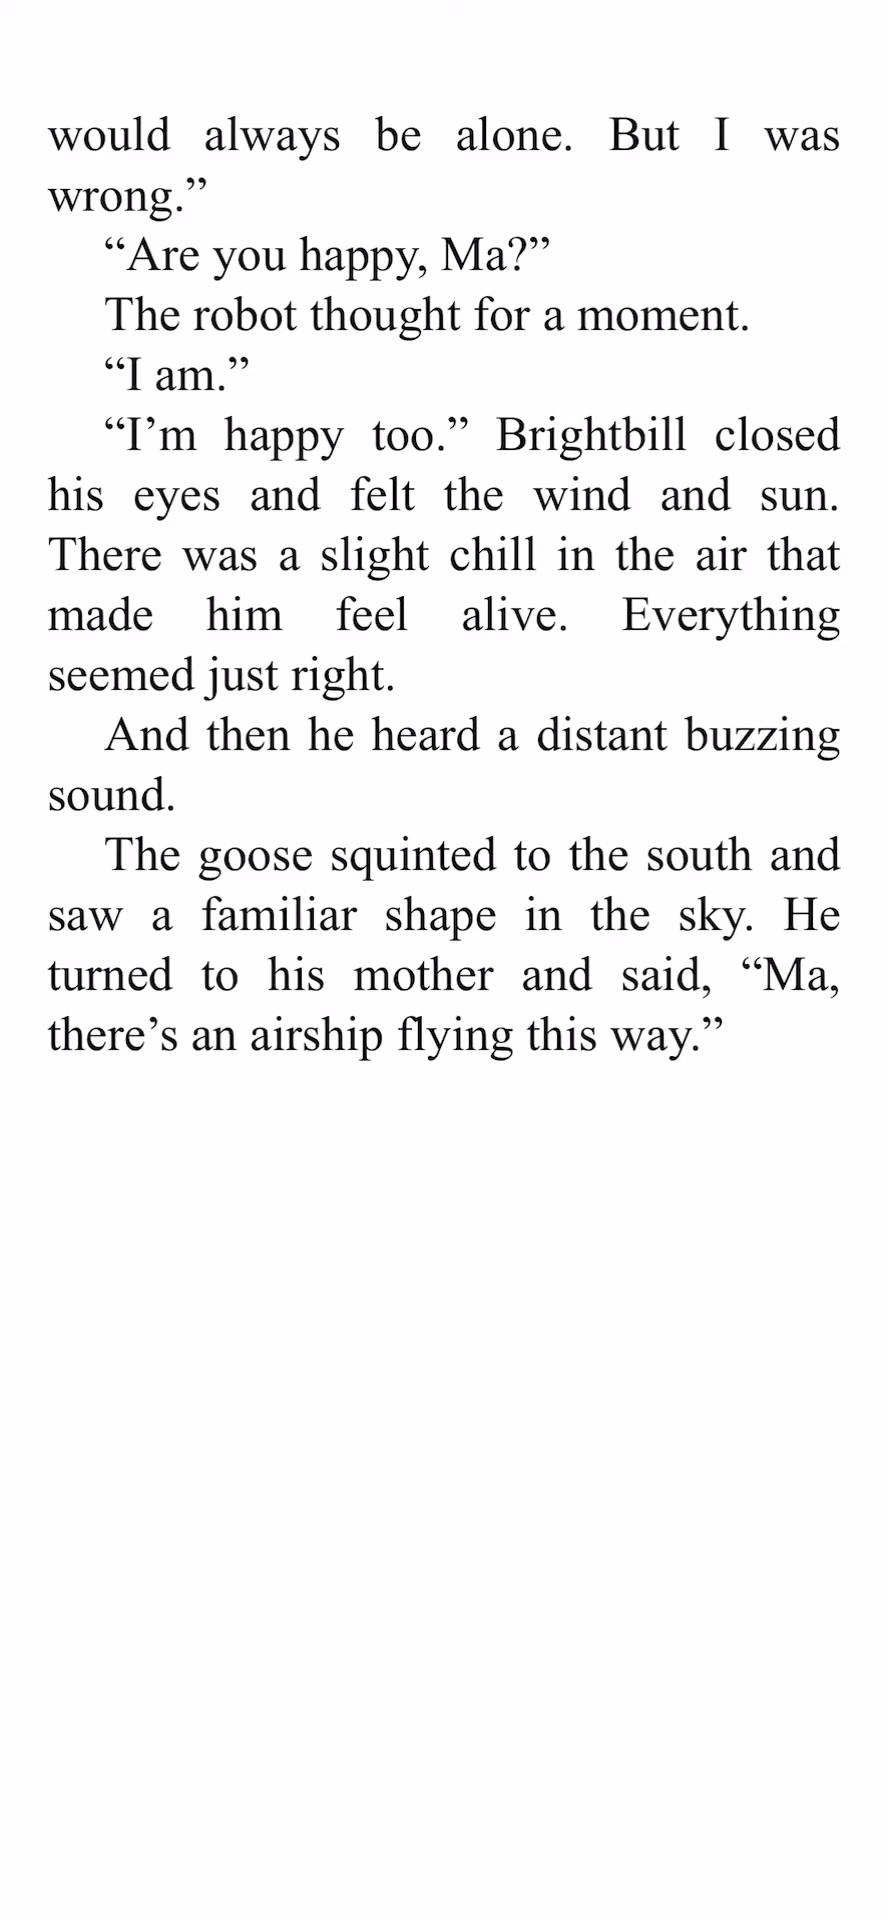 would always be alone. But I was
wrong.”
“Are you happy, Ma?”
The robot thought for a moment.
“I am.”
“I’m happy too.” Brightbill closed
his eyes and felt the wind and sun.
There was a slight chill in the air that
made him feel alive. Everything
seemed just right.
And then he heard a distant buzzing
sound.
The goose squinted to the south and
saw a familiar shape in the sky. He
turned to his mother and said, “Ma,
there’s an airship flying this way.”